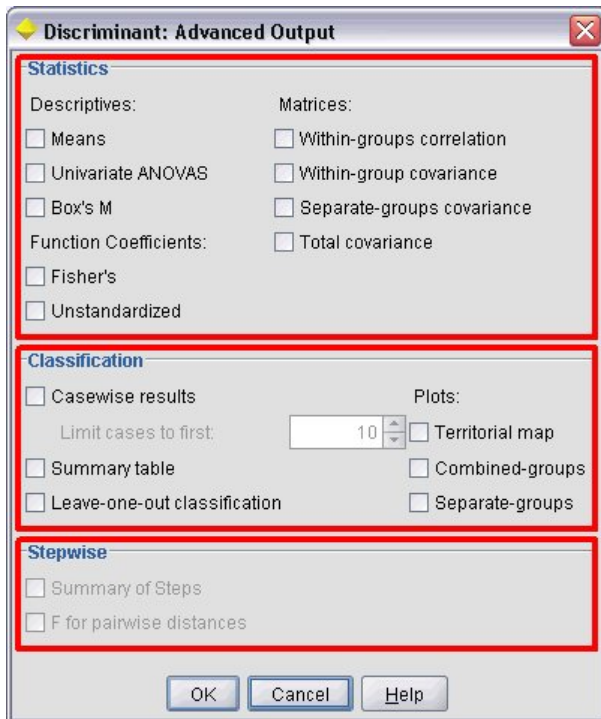 Discriminant: Advanced Output
Statistics
Descriptives:
Means
Univariate ANOVAS
Box's M
Function Coefficients:
Fisher's
Unstandardized
Matrices:
Within-groups correlation
Within-group covariance
Separate-groups covariance
Total covariance
Classification
Casewise results
Limit cases to first: 10
Summary table
Leave-one-out classification
Plots:
Territorial map
Combined-groups
Separate-groups
Stepwise
Summary of Steps
F for pairwise distances
OK Cancel Help